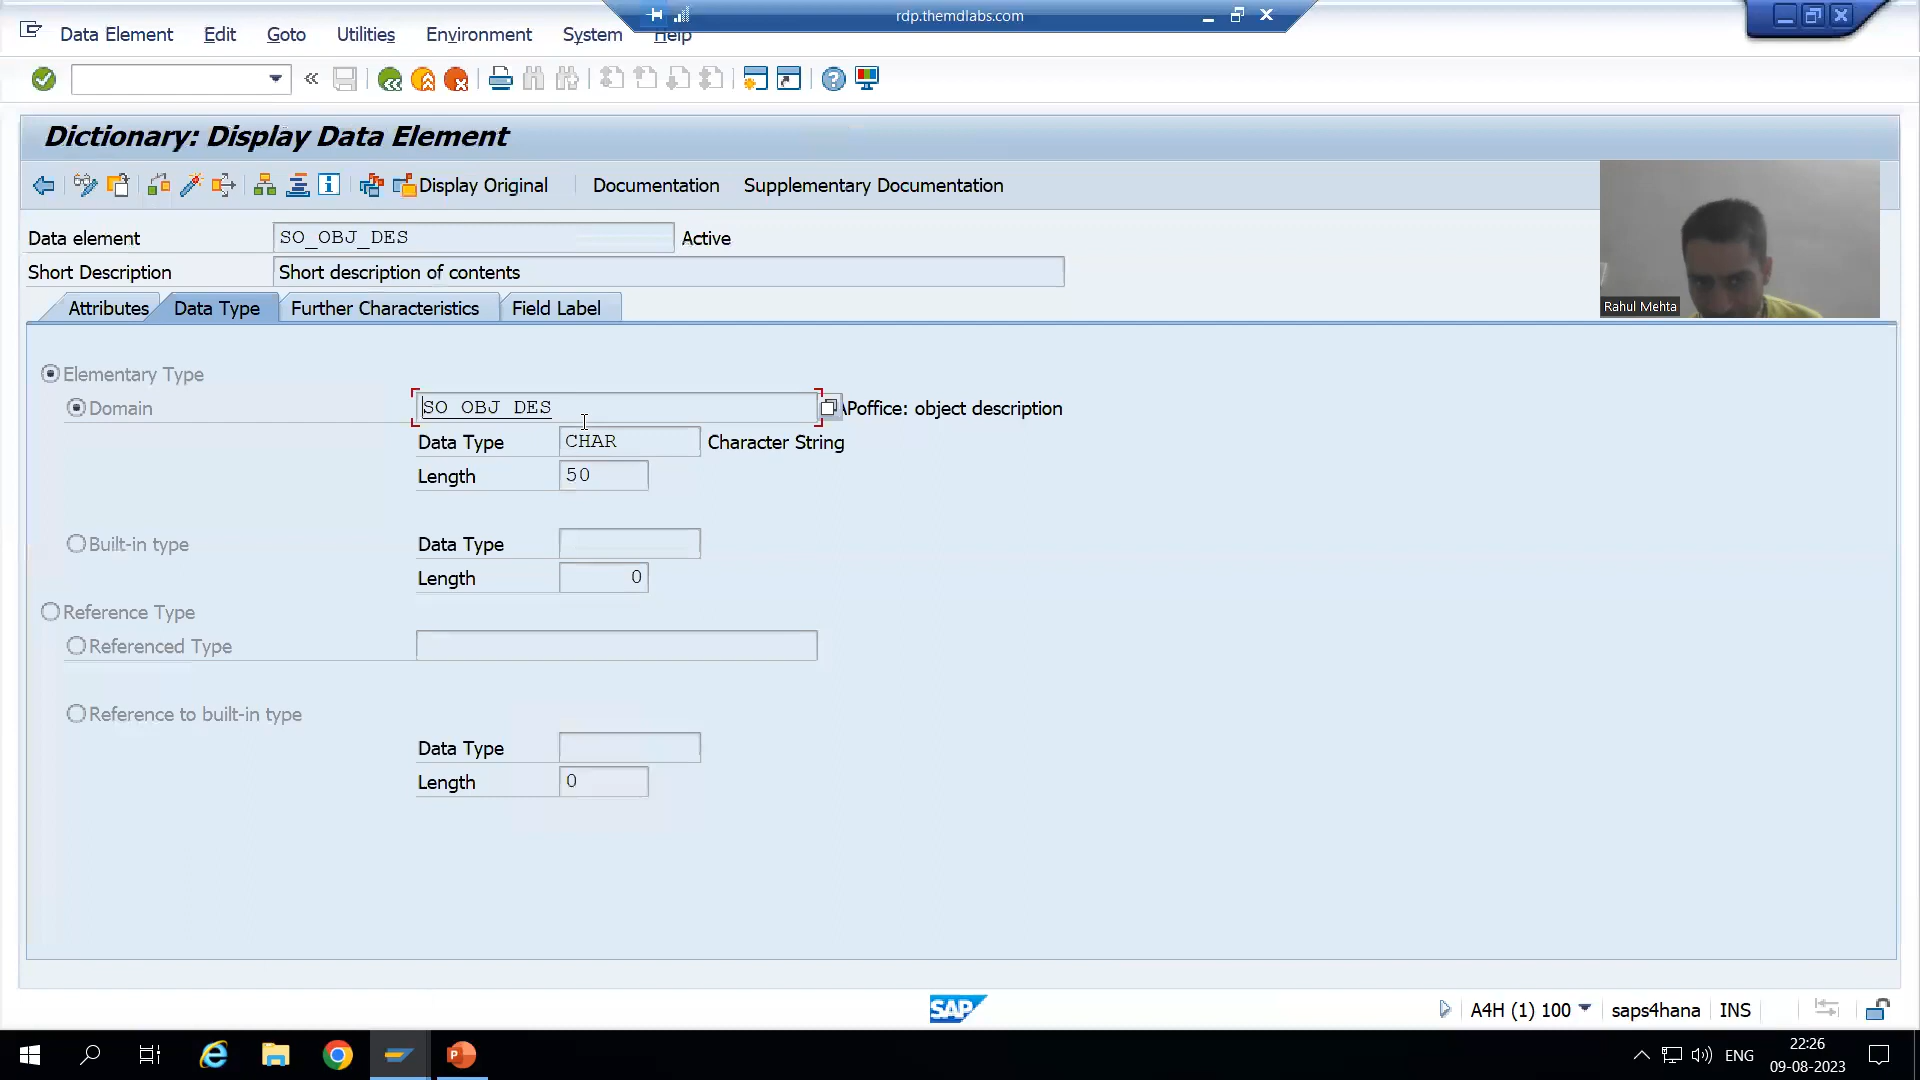 rdp.themdlabs.com
Data Element Edit Goto Utilities Environment System Help
Dictionary: Display Data Element
Display Original Documentation Supplementary Documentation
Data element SO_OBJ_DES Active
Short Description Short description of contents
Attributes Data Type Further Characteristics Field Label
Rahul Mehta
Elementary Type
Domain SO_OBJ_DES APoffice: object description
Data Type CHAR Character String
Length 50
Built-in type Data Type
Length 0
Reference Type
Referenced Type
Reference to built-in type
Data Type
Length 0
SAP A4H (1) 100 saps4hana INS
ENG 22:26
09-08-2023